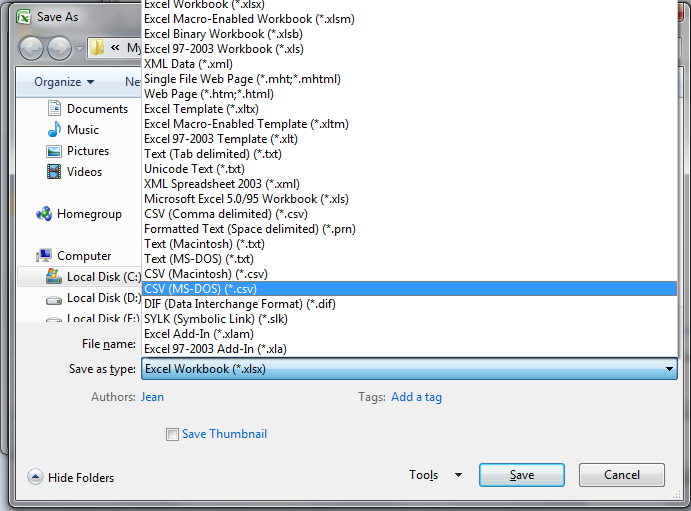 Save As
Excel Workbook (*.xlsx)
Excel Macro-Enabled Workbook (*.xlsm)
Excel Binary Workbook (*.xlsb)
Excel 97-2003 Workbook (*.xls)
XML Data (*.xml)
Single File Web Page (*.mht;*.mhtml)
Web Page (*.htm;*.html)
Excel Template (*.xltx)
Excel Macro-Enabled Template (*.xltm)
Excel 97-2003 Template (*.xlt)
Text (Tab delimited) (*.txt)
Unicode Text (*.txt)
XML Spreadsheet 2003 (*.xml)
Microsoft Excel 5.0/95 Workbook (*.xls)
CSV (Comma delimited) (*.csv)
Formatted Text (Space delimited) (*.prn)
Text (Macintosh) (*.txt)
Text (MS-DOS) (*.txt)
CSV (Macintosh) (*.csv)
CSV (MS-DOS) (*.csv)
DIF (Data Interchange Format) (*.dif)
SYLK (Symbolic Link) (*.slk)
Excel Add-In (*.xlam)
Excel 97-2003 Add-In (*.xla)
« My
Organize Ne
Documents
Music
Pictures
Videos
Homegroup
Computer
Local Disk (C:)
Local Disk (D:)
Local Disk (E:)
File name:
Save as type: Excel Workbook (*.xlsx)
Authors: Jean Tags: Add a tag
Save Thumbnail
Hide Folders Tools Save Cancel